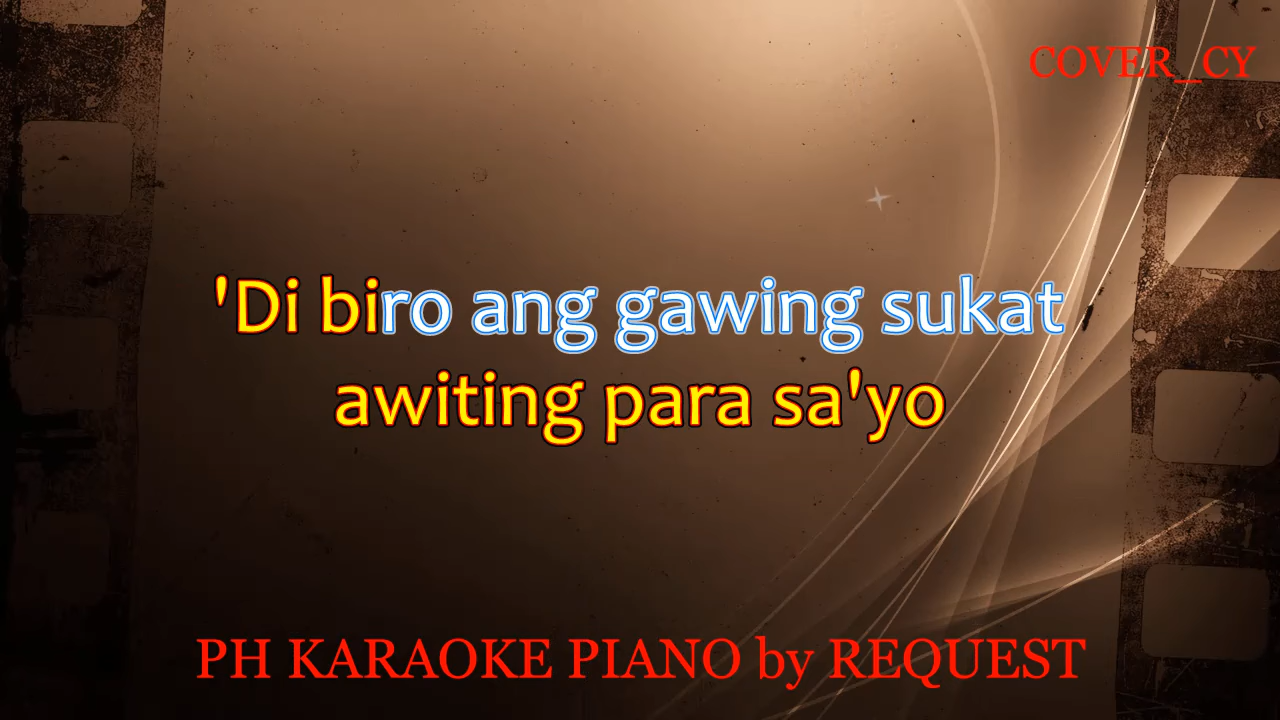 COVER_CY
'Di biro ang gawing sukat
awiting para sa'yo
PH KARAOKE PIANO by REQUEST